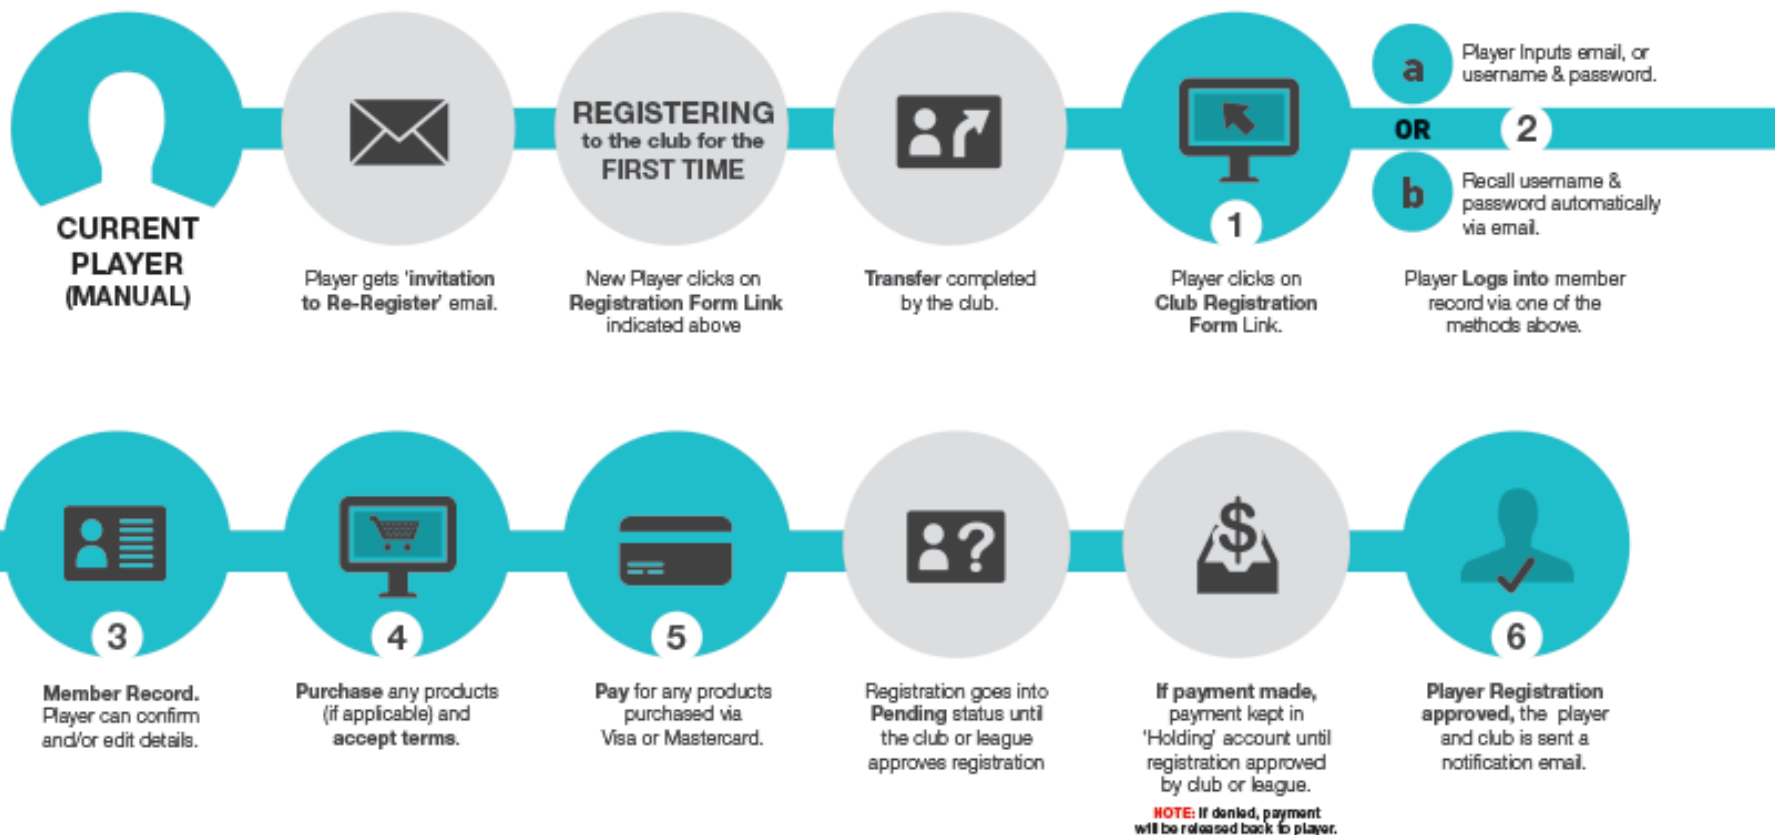 CURRENT
PLAYER
(MANUAL)
Player gets 'invitation
to Re-Register' email.
REGISTERING
to the club for the
FIRST TIME
New Player clicks on
Registration Form Link
indicated above
Transfer completed
by the club.
1
Player clicks on
Club Registration
Form Link.
a
Player Inputs email, or
username & password.
OR
2
b
Recall username &
password automatically
via email.
Player Logs into member
record via one of the
methods above.
3
Member Record.
Player can confirm
and/or edit details.
4
Purchase any products
(if applicable) and
accept terms.
5
Pay for any products
purchased via
Visa or Mastercard.
?
Registration goes into
Pending status until
the club or league
approves registration
$
If payment made,
payment kept in
'Holding' account until
registration approved
by club or league.
NOTE: If denied, payment
will be released back to player.
6
Player Registration
approved, the player
and club is sent a
notification email.